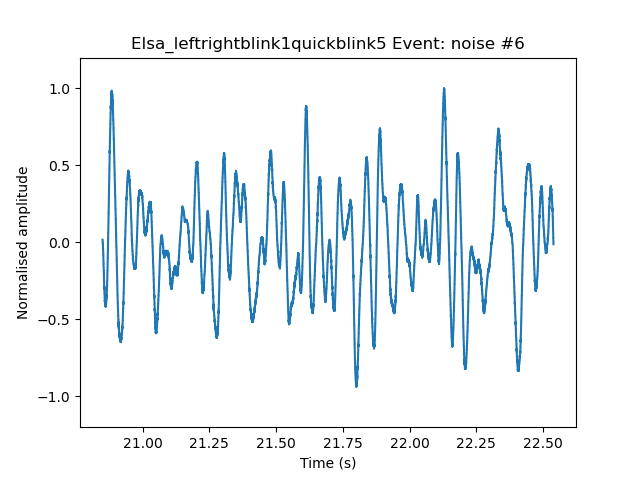 Elsa_leftrightblink1quickblink5 Event: noise #6
Normalised amplitude
1.0
0.5
0.0
−0.5
−1.0
21.00 21.25 21.50 21.75 22.00 22.25 22.50
Time (s)